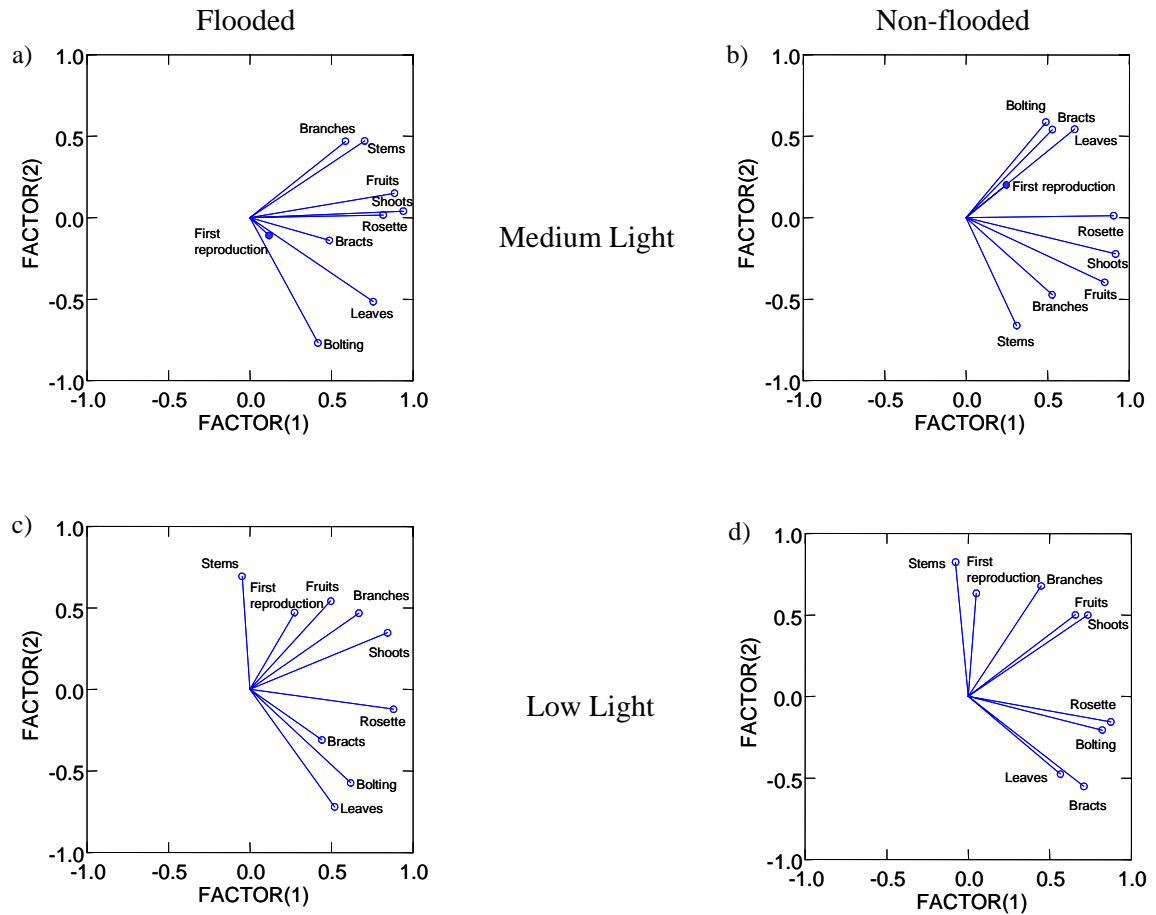 Flooded
Non-flooded
a)
1.0
0.5
0.0
-0.5
-1.0
FACTOR(2)
Branches
Stems
Fruits
Shoots
Rosette
First
reproduction
Bracts
Leaves
Bolting
-1.0 -0.5 0.0 0.5 1.0
FACTOR(1)
Medium Light
b)
1.0
0.5
0.0
-0.5
-1.0
FACTOR(2)
Bolting
Bracts
Leaves
First reproduction
Rosette
Shoots
Fruits
Branches
Stems
-1.0 -0.5 0.0 0.5 1.0
FACTOR(1)
c)
1.0
0.5
0.0
-0.5
-1.0
FACTOR(2)
Stems
First
reproduction
Fruits
Branches
Shoots
Rosette
Bracts
Bolting
Leaves
-1.0 -0.5 0.0 0.5 1.0
FACTOR(1)
Low Light
d)
1.0
0.5
0.0
-0.5
-1.0
FACTOR(2)
Stems
First
reproduction
Branches
Fruits
Shoots
Rosette
Bolting
Leaves
Bracts
-1.0 -0.5 0.0 0.5 1.0
FACTOR(1)